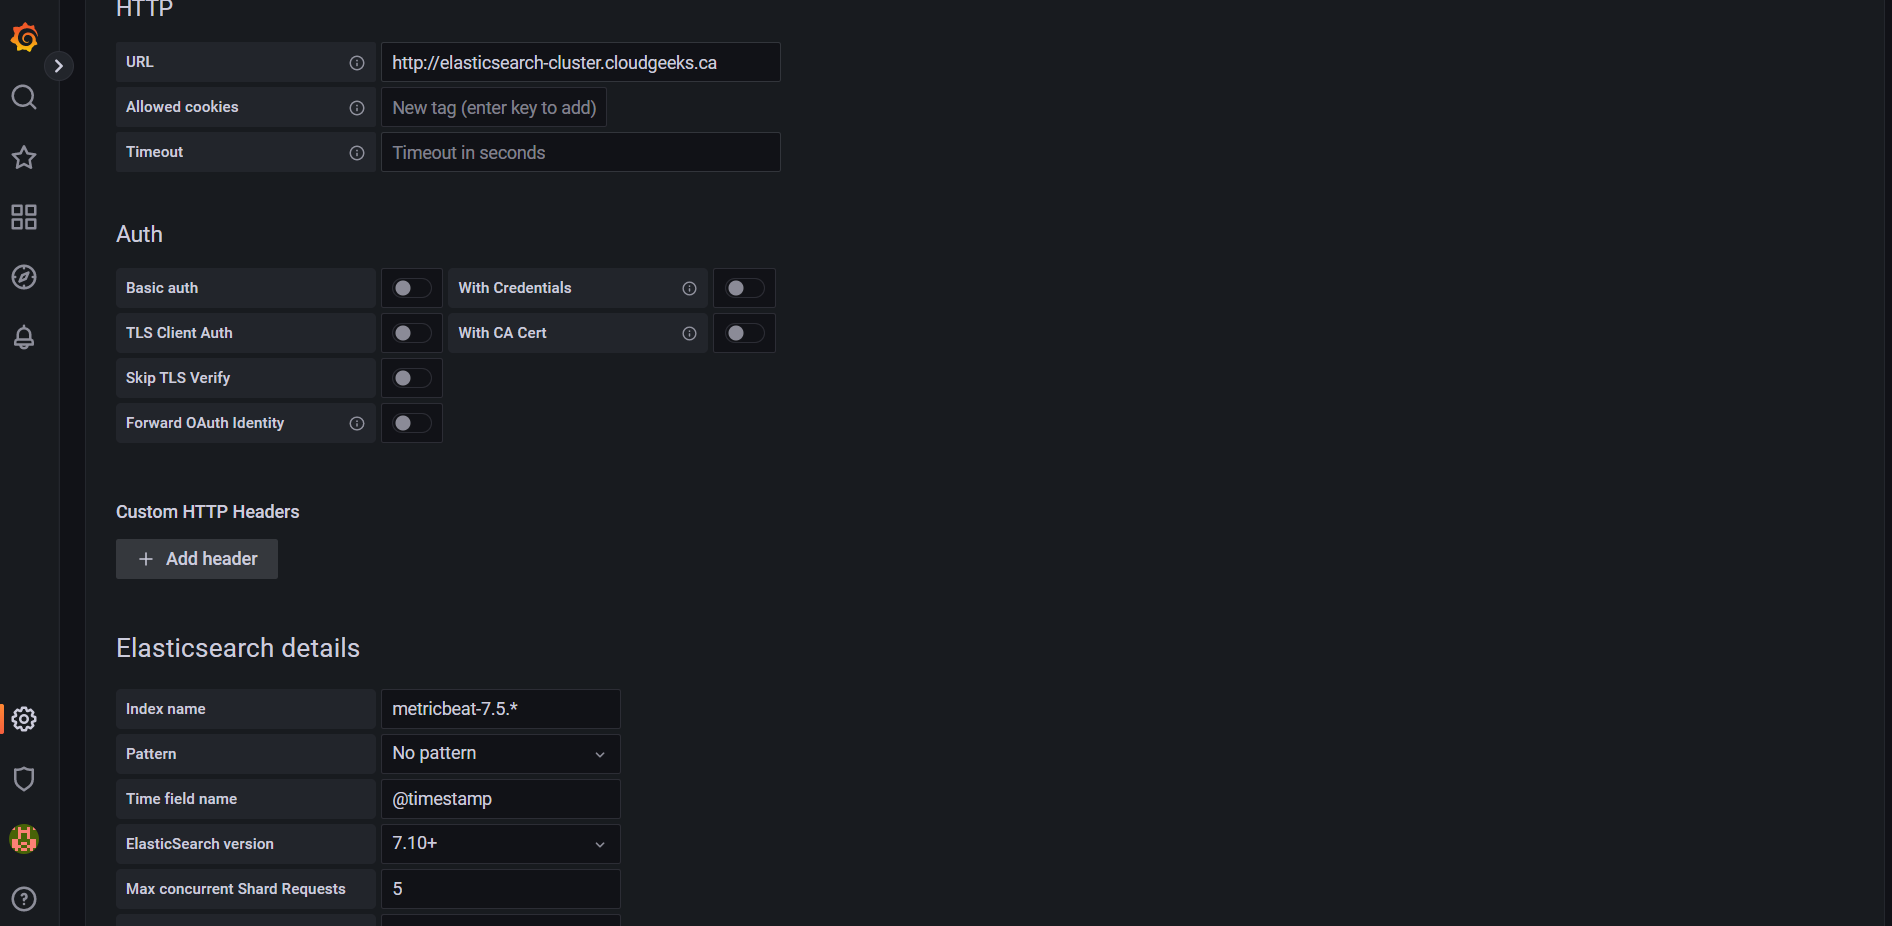 HTTP
URL http://elasticsearch-cluster.cloudgeeks.ca
Allowed cookies New tag (enter key to add)
Timeout Timeout in seconds
Auth
Basic auth With Credentials
TLS Client Auth With CA Cert
Skip TLS Verify
Forward OAuth Identity
Custom HTTP Headers
+ Add header
Elasticsearch details
Index name metricbeat-7.5.*
Pattern No pattern
Time field name @timestamp
ElasticSearch version 7.10+
Max concurrent Shard Requests 5